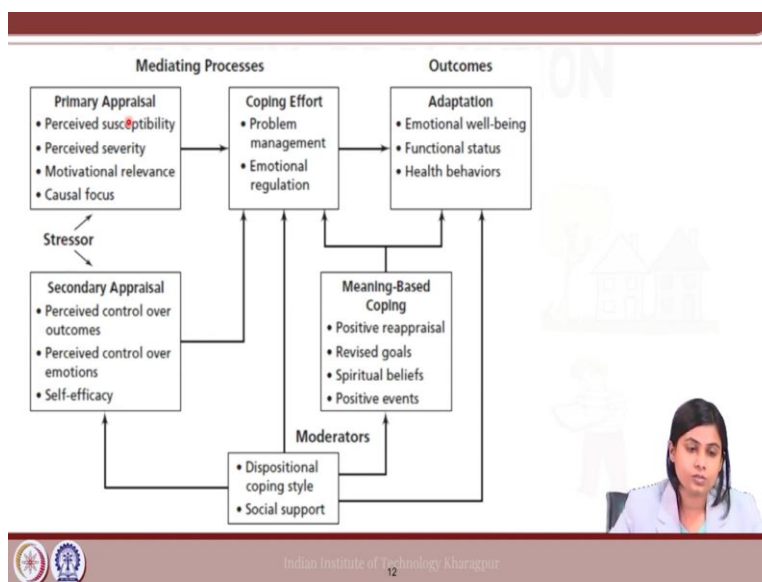 Mediating Processes
Outcomes
Primary Appraisal
• Perceived susceptibility
• Perceived severity
• Motivational relevance
• Causal focus
Coping Effort
• Problem
management
• Emotional
regulation
Adaptation
• Emotional well-being
• Functional status
• Health behaviors
Stressor
Secondary Appraisal
• Perceived control over
outcomes
• Perceived control over
emotions
• Self-efficacy
Meaning-Based
Coping
• Positive reappraisal
• Revised goals
• Spiritual beliefs
• Positive events
Moderators
• Dispositional
coping style
• Social support
Indian Institute of Technology Kharagpur
12